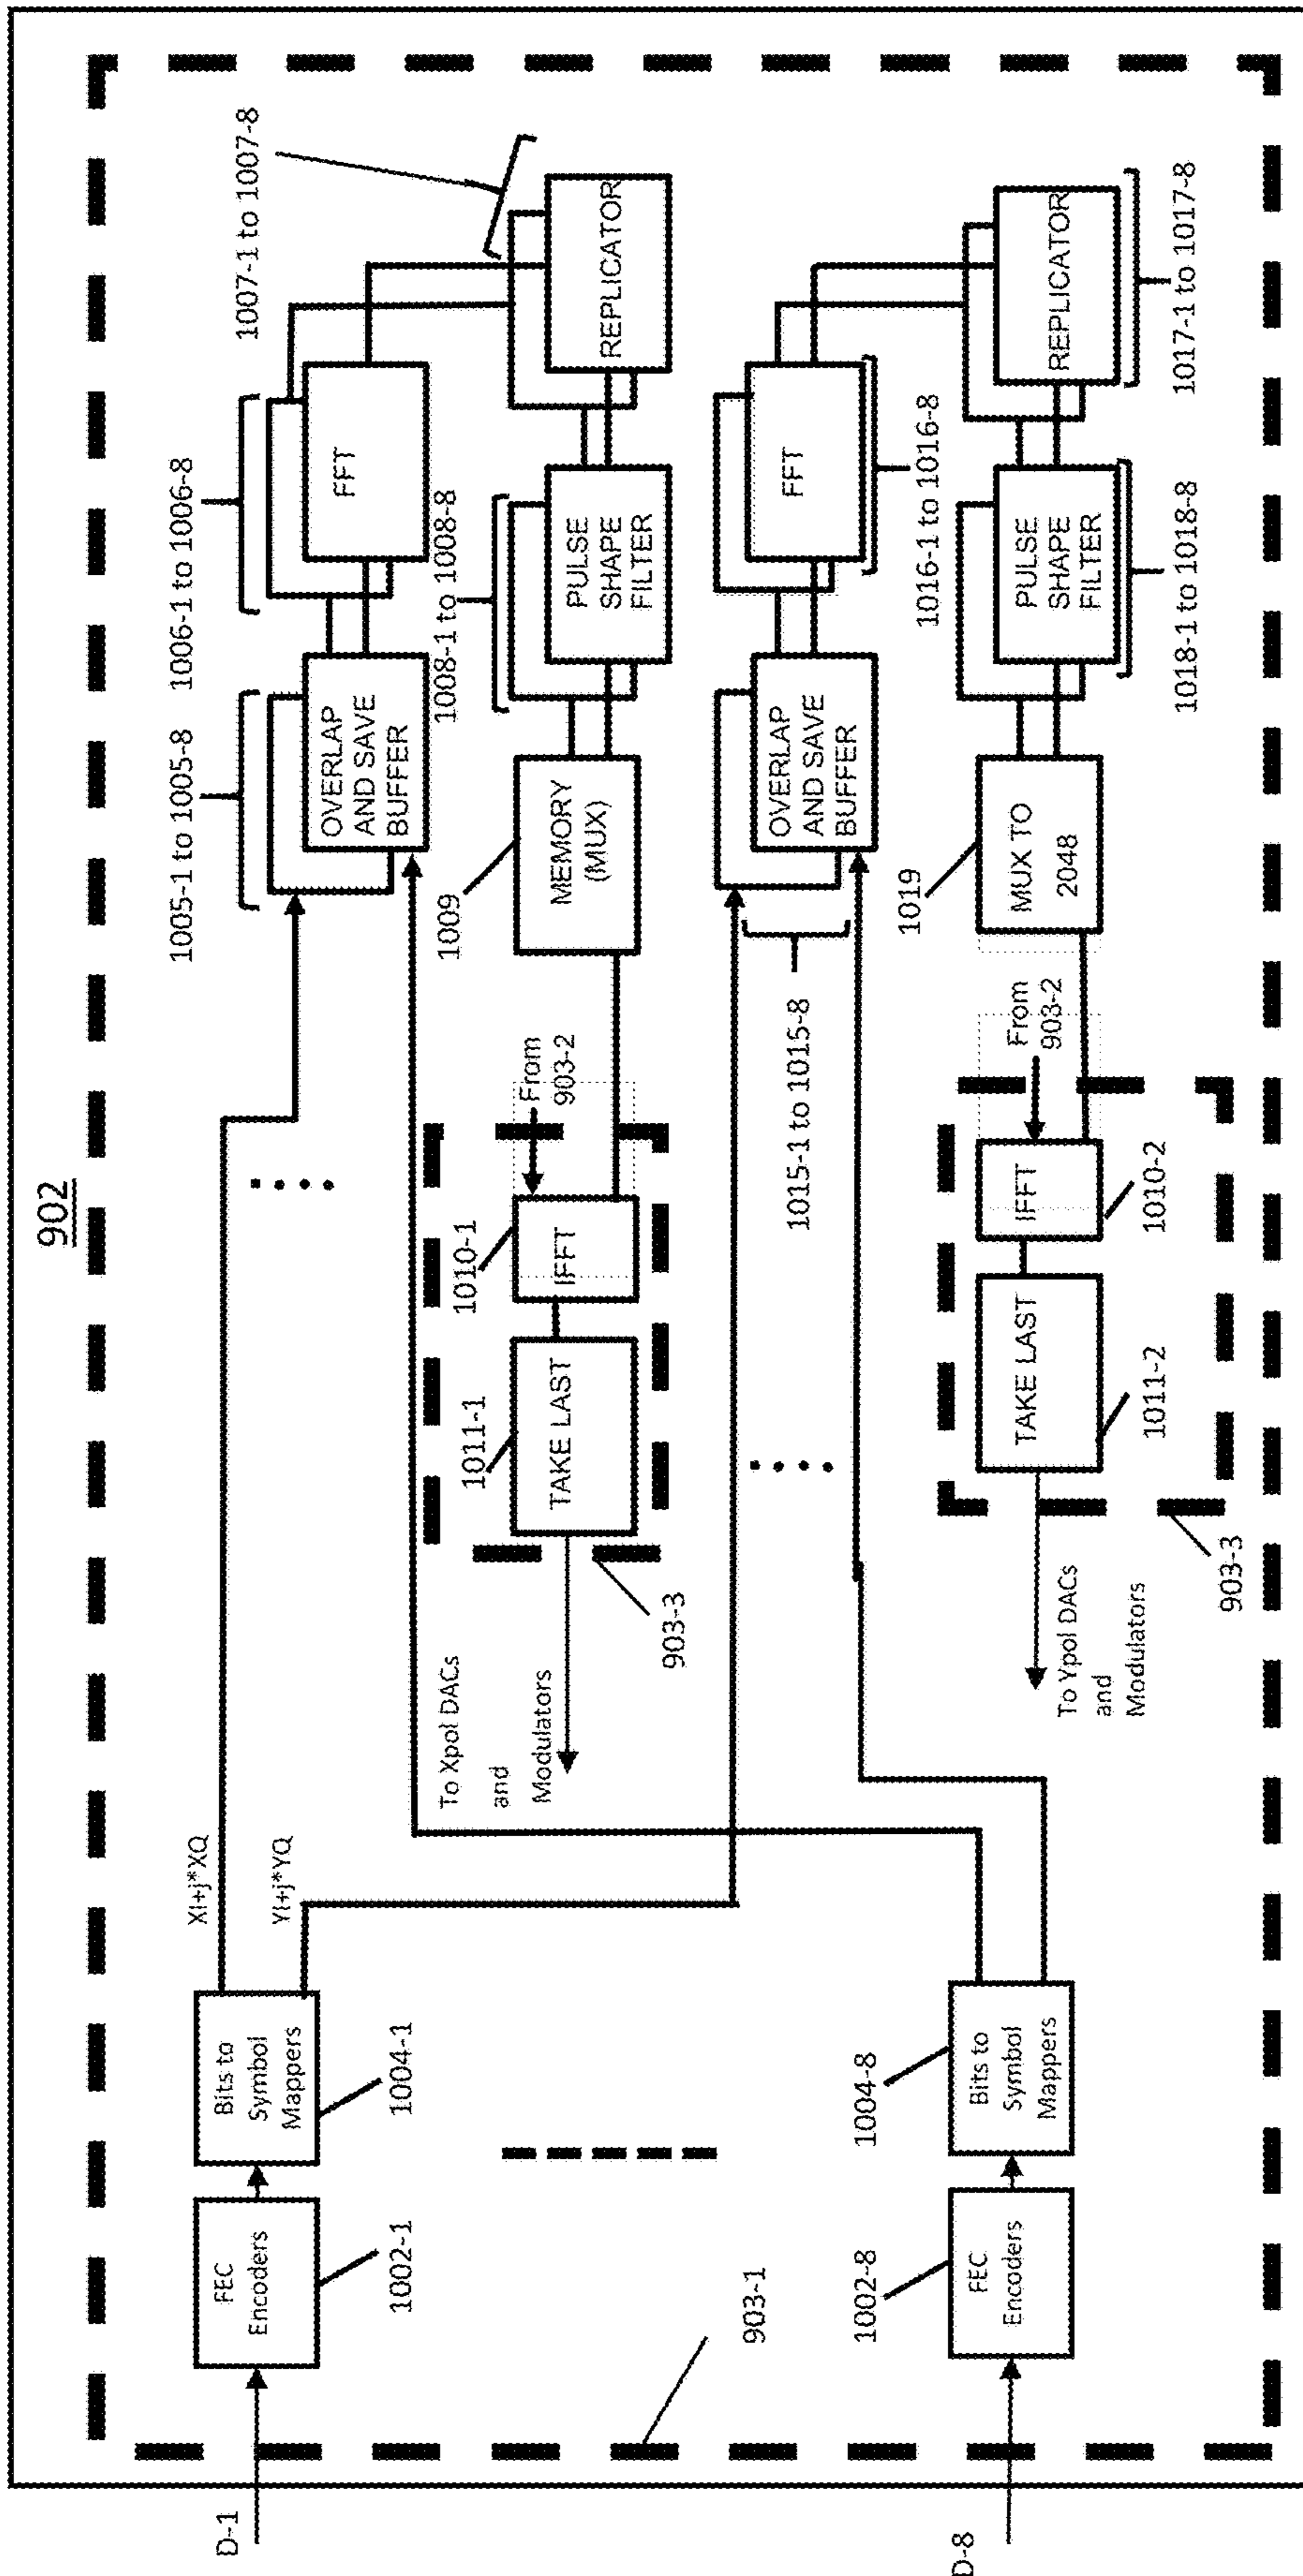 902
D-1
FEC
Encoders
1002-1
Bits to
Symbol
Mappers
1004-1
XI+j*XQ
YI+j*YQ
1005-1 to 1005-8
OVERLAP
AND SAVE
BUFFER
1006-1 to 1006-8
FFT
1007-1 to 1007-8
REPLICATOR
1008-1 to 1008-8
PULSE
SHAPE
FILTER
1009
MEMORY
(MUX)
From
903-2
1010-1
IFFT
1011-1
TAKE LAST
903-3
To Xpol DACs
and
Modulators
1015-1 to 1015-8
OVERLAP
AND SAVE
BUFFER
FFT
1016-1 to 1016-8
REPLICATOR
1017-1 to 1017-8
PULSE
SHAPE
FILTER
1018-1 to 1018-8
1019
MUX TO
2048
From
903-2
IFFT
1010-2
TAKE LAST
1011-2
903-3
To Ypol DACs
and
Modulators
903-1
D-8
1002-8
FEC
Encoders
1004-8
Bits to
Symbol
Mappers